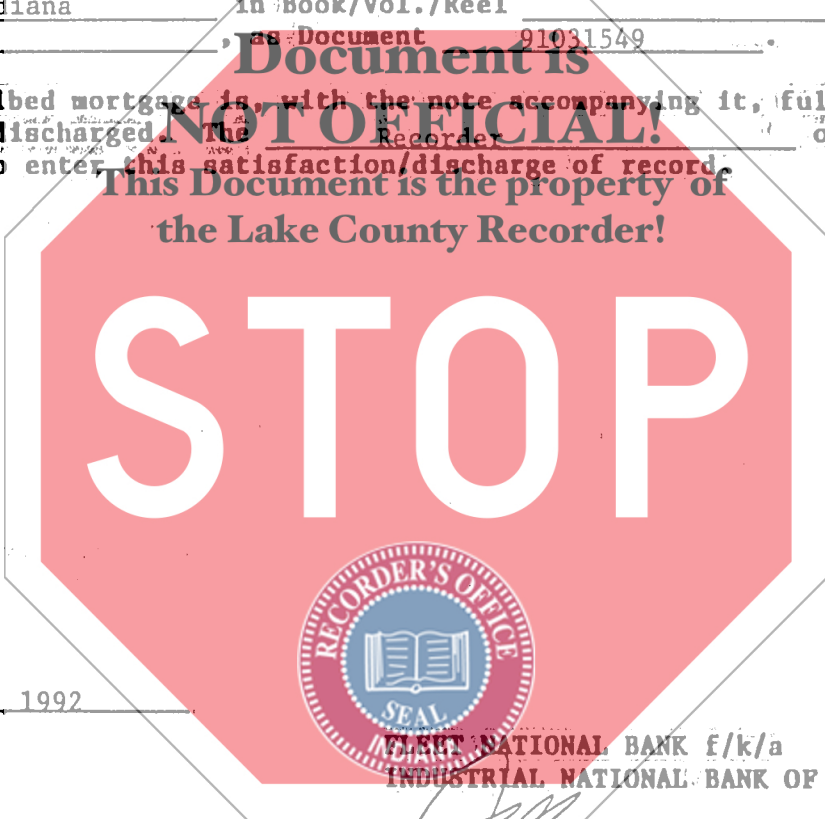 diana in Book/Vol./Reel
, as Document 91031549 .
Document is
bed mortgage is, with the note accompanying it, ful
NOT OFFICIAL!
discharged. The Recorder o
enter this satisfaction/discharge of record.
This Document is the property of
the Lake County Recorder!
STOP
RECORDER'S OFFICE
SEAL
INDIANA
1992
FLEET NATIONAL BANK f/k/a
INDUSTRIAL NATIONAL BANK OF